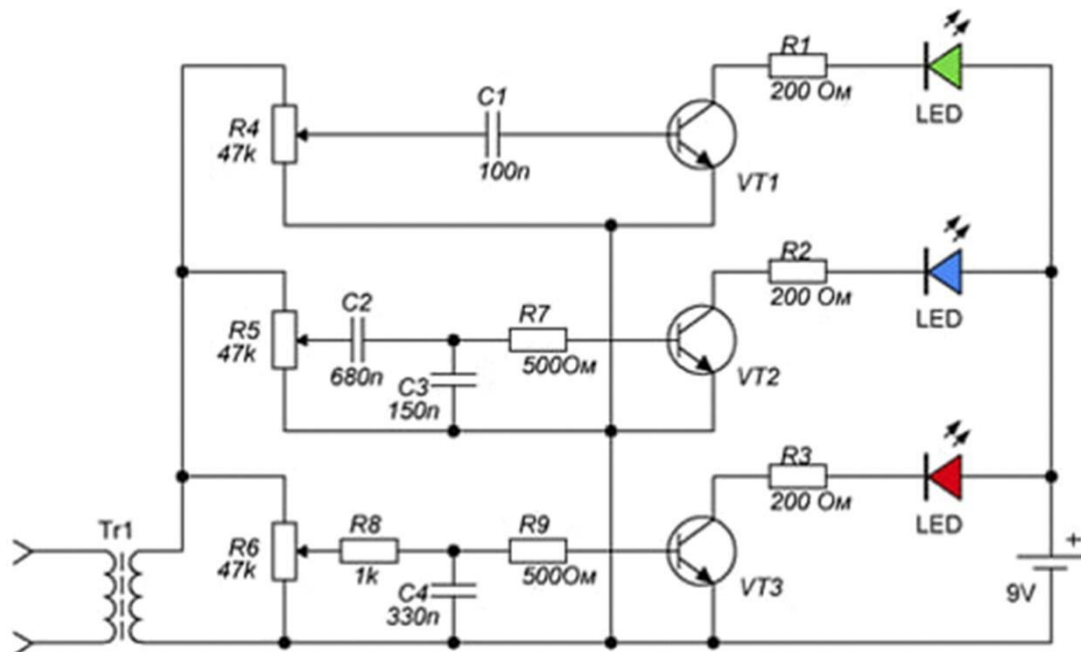 R1
200 Ом
LED
C1
100n
R4
47k
VT1
R2
200 Ом
LED
C2
680n
R7
500Ом
R5
47k
C3
150n
VT2
R3
200 Ом
LED
Tr1
R6
47k
R8
1k
R9
500Ом
C4
330n
VT3
+
9V